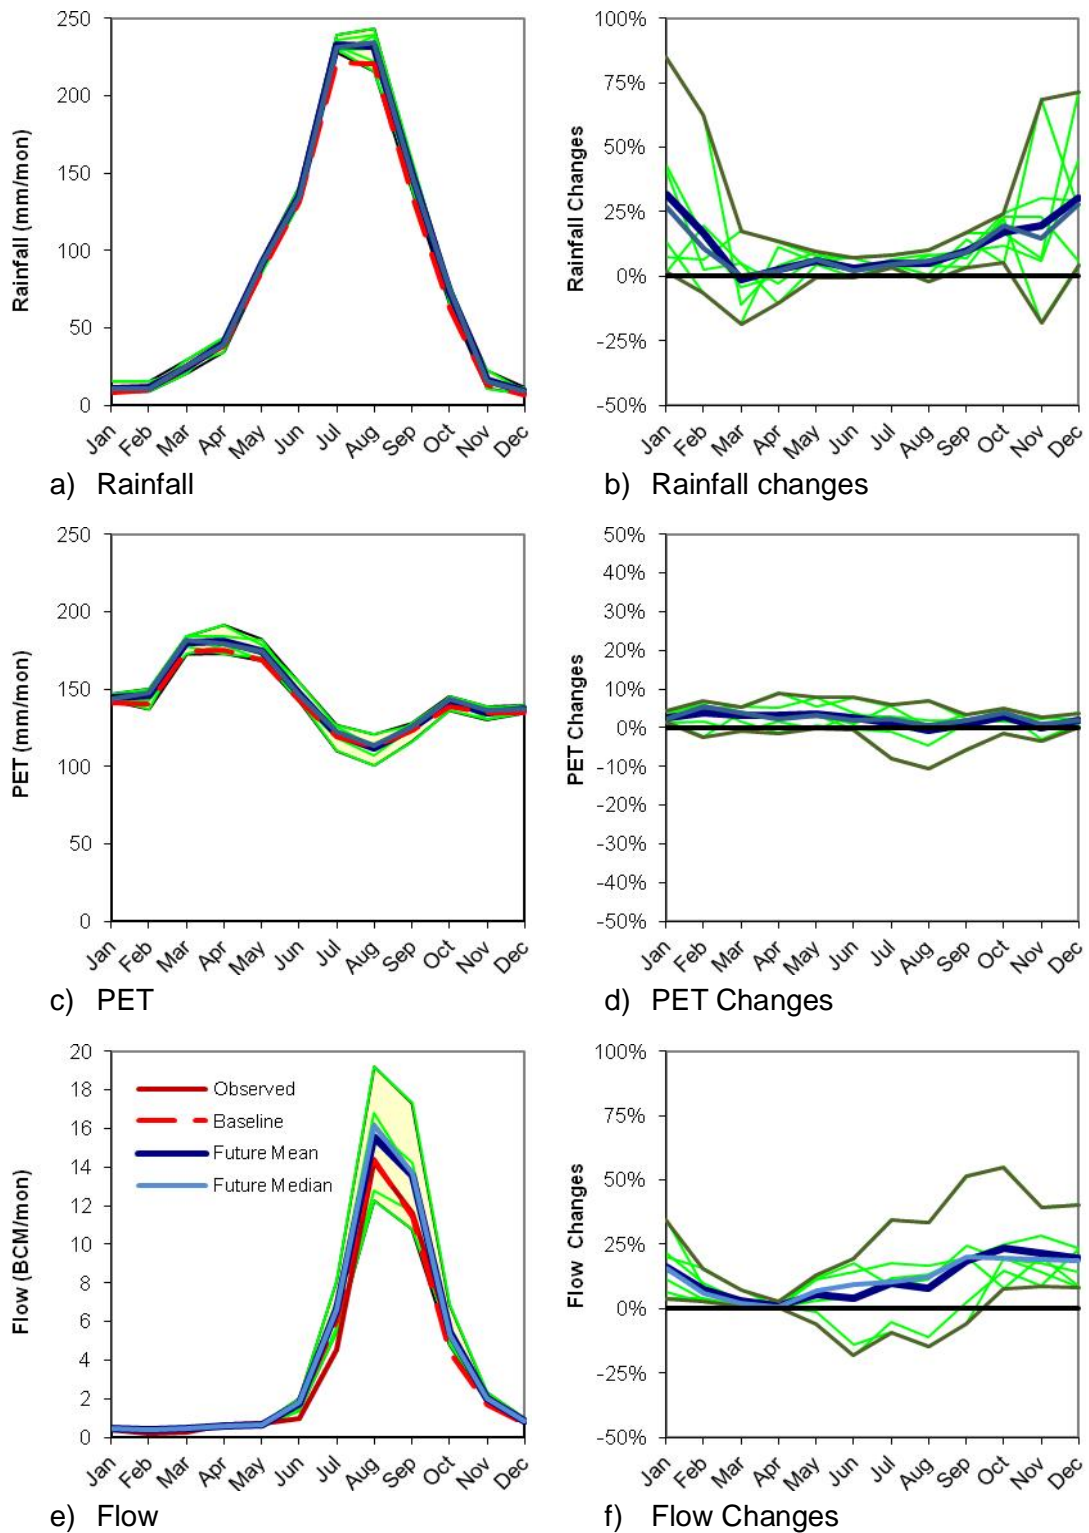 250
200
150
100
50
0
Rainfall (mm/mon)
Jan Feb Mar Apr May Jun Jul Aug Sep Oct Nov Dec
a) Rainfall
100%
75%
50%
25%
0%
-25%
-50%
Rainfall Changes
Jan Feb Mar Apr May Jun Jul Aug Sep Oct Nov Dec
b) Rainfall changes
250
200
150
100
50
0
PET (mm/mon)
Jan Feb Mar Apr May Jun Jul Aug Sep Oct Nov Dec
c) PET
50%
40%
30%
20%
10%
0%
-10%
-20%
-30%
-40%
-50%
PET Changes
Jan Feb Mar Apr May Jun Jul Aug Sep Oct Nov Dec
d) PET Changes
20
18
16
14
12
10
8
6
4
2
0
Flow (BCM/mon)
Observed
Baseline
Future Mean
Future Median
Jan Feb Mar Apr May Jun Jul Aug Sep Oct Nov Dec
e) Flow
100%
75%
50%
25%
0%
-25%
-50%
Flow Changes
Jan Feb Mar Apr May Jun Jul Aug Sep Oct Nov Dec
f) Flow Changes